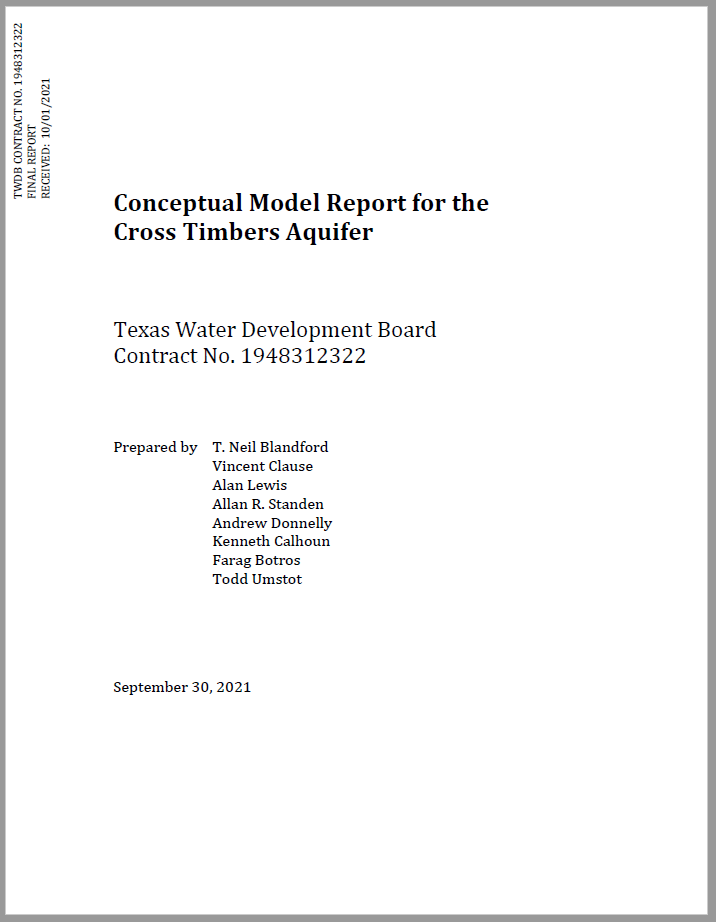 TWDB CONTRACT NO. 1948312322
FINAL REPORT
RECEIVED: 10/01/2021
Conceptual Model Report for the
Cross Timbers Aquifer
Texas Water Development Board
Contract No. 1948312322
Prepared by T. Neil Blandford
Vincent Clause
Alan Lewis
Allan R. Standen
Andrew Donnelly
Kenneth Calhoun
Farag Botros
Todd Umstot
September 30, 2021